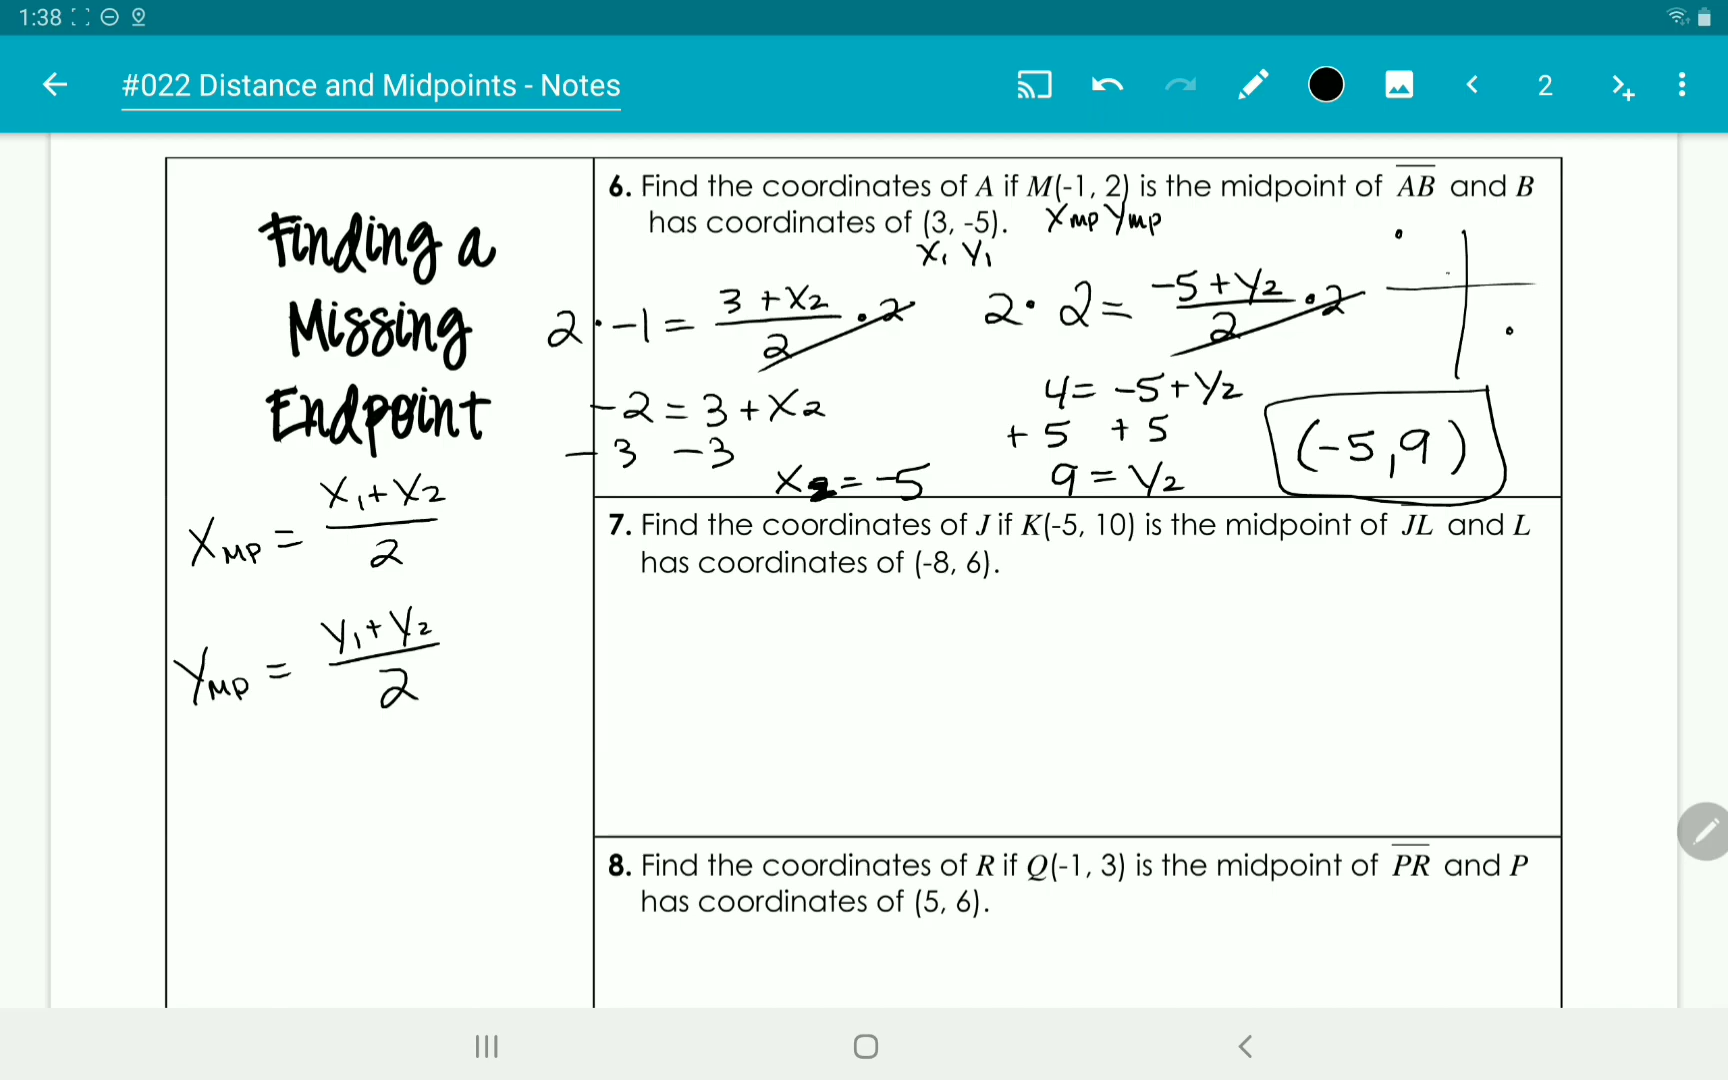 1:38
#022 Distance and Midpoints - Notes
2
Finding a
Missing
Endpoint
X₁+X₂
XMP = 2
Y₁+Y₂
YMP = 2
6. Find the coordinates of A if M(-1, 2) is the midpoint of AB and B
has coordinates of (3, -5). Xmp Ymp
X₁ Y₁
2·-1 = 3+X₂/2 ·2
2·2 = -5+Y₂/2 ·2
-2 = 3+X₂
-3 -3
X₂ = -5
4 = -5+Y₂
+5 +5
9 = Y₂
(-5,9)
7. Find the coordinates of J if K(-5, 10) is the midpoint of JL and L
has coordinates of (-8, 6).
8. Find the coordinates of R if Q(-1, 3) is the midpoint of PR and P
has coordinates of (5, 6).